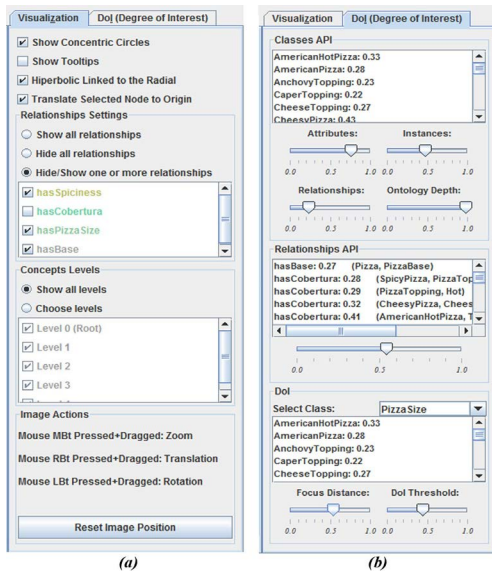 Visualization DoI (Degree of Interest)
Show Concentric Circles
Show Tooltips
Hiperbolic Linked to the Radial
Translate Selected Node to Origin
Relationships Settings
Show all relationships
Hide all relationships
Hide/Show one or more relationships
hasSpiciness
hasCobertura
hasPizzaSize
hasBase
Concepts Levels
Show all levels
Choose levels
Level 0 (Root)
Level 1
Level 2
Level 3
Image Actions
Mouse MBt Pressed+Dragged: Zoom
Mouse RBt Pressed+Dragged: Translation
Mouse LBt Pressed+Dragged: Rotation
Reset Image Position
(a)
Visualization DoI (Degree of Interest)
Classes API
AmericanHotPizza: 0.33
AmericanPizza: 0.28
AnchovyTopping: 0.23
CaperTopping: 0.22
CheeseTopping: 0.27
CheesyPizza: 0.43
Attributes: Instances:
0.0 0.5 1.0 0.0 0.5 1.0
Relationships: Ontology Depth:
0.0 0.5 1.0 0.0 0.5 1.0
Relationships API
hasBase: 0.27 (Pizza, PizzaBase)
hasCobertura: 0.28 (SpicyPizza, PizzaTop
hasCobertura: 0.29 (PizzaTopping, Hot)
hasCobertura: 0.32 (CheesyPizza, Chees
hasCobertura: 0.41 (AmericanHotPizza, T
0.0 0.5 1.0
DoI
Select Class: PizzaSize
AmericanHotPizza: 0.33
AmericanPizza: 0.28
AnchovyTopping: 0.23
CaperTopping: 0.22
CheeseTopping: 0.27
Focus Distance: DoI Threshold:
0.0 0.5 1.0 0.0 0.5 1.0
(b)